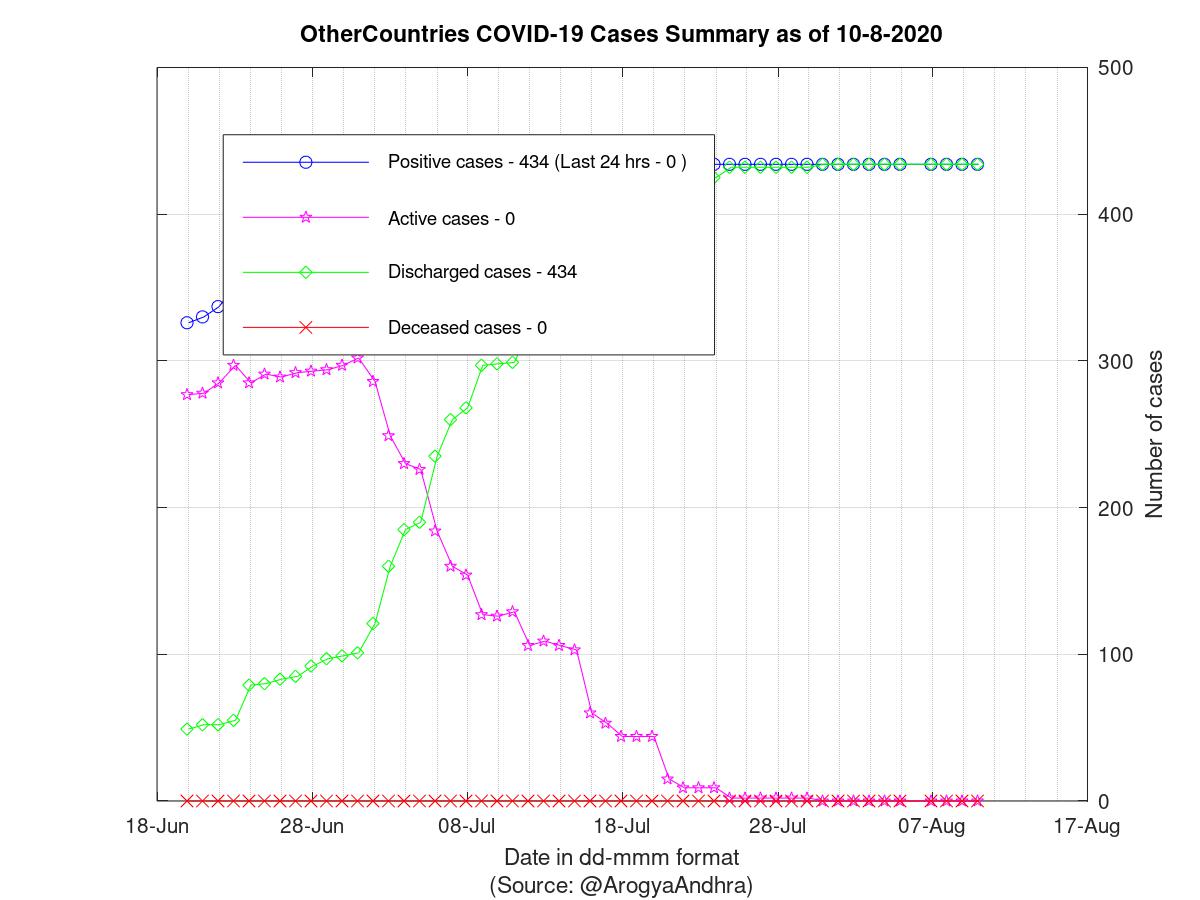 OtherCountries COVID-19 Cases Summary as of 10-8-2020
Positive cases - 434 (Last 24 hrs - 0 )
Active cases - 0
Discharged cases - 434
Deceased cases - 0
500
400
300
200
100
0
Number of cases
18-Jun 28-Jun 08-Jul 18-Jul 28-Jul 07-Aug 17-Aug
Date in dd-mmm format
(Source: @ArogyaAndhra)